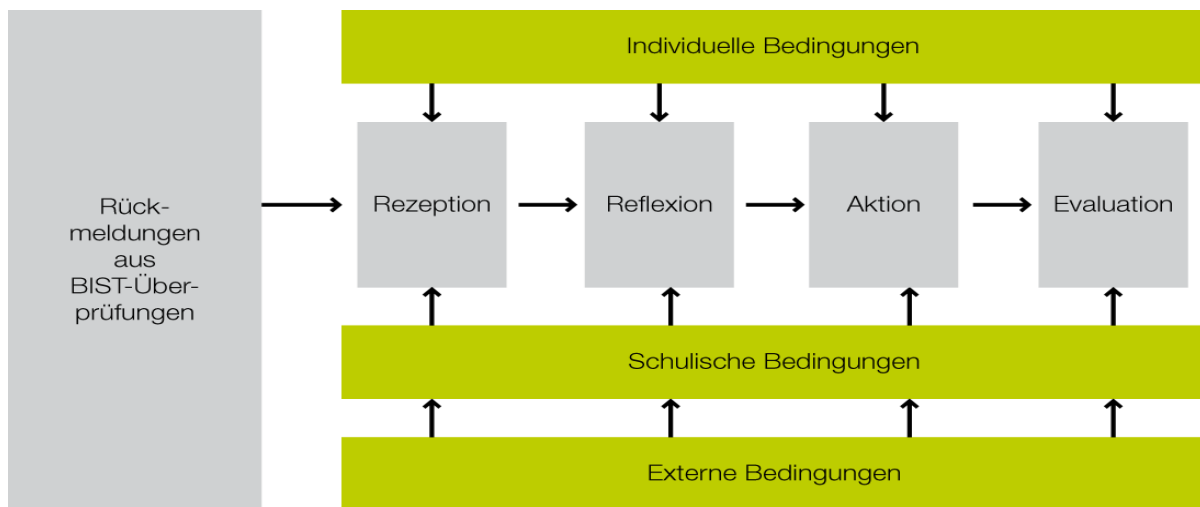 Individuelle Bedingungen
Rück-
meldungen
aus
BIST-Über-
prüfungen
Rezeption
Reflexion
Aktion
Evaluation
Schulische Bedingungen
Externe Bedingungen